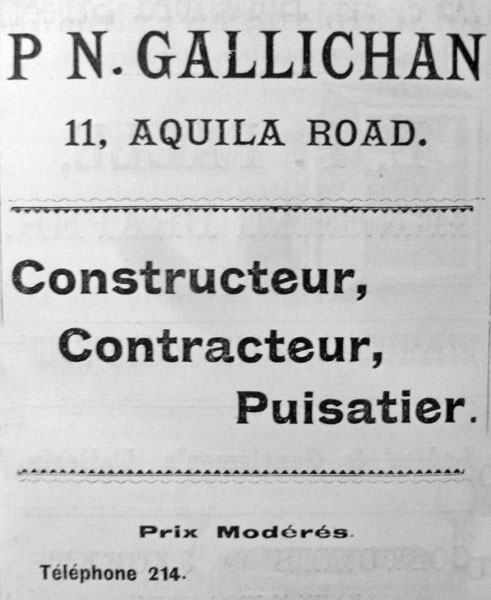 P N. GALLICHAN
11, AQUILA ROAD.
Constructeur,
Contracteur,
Puisatier.
Prix Modérés.
Téléphone 214.